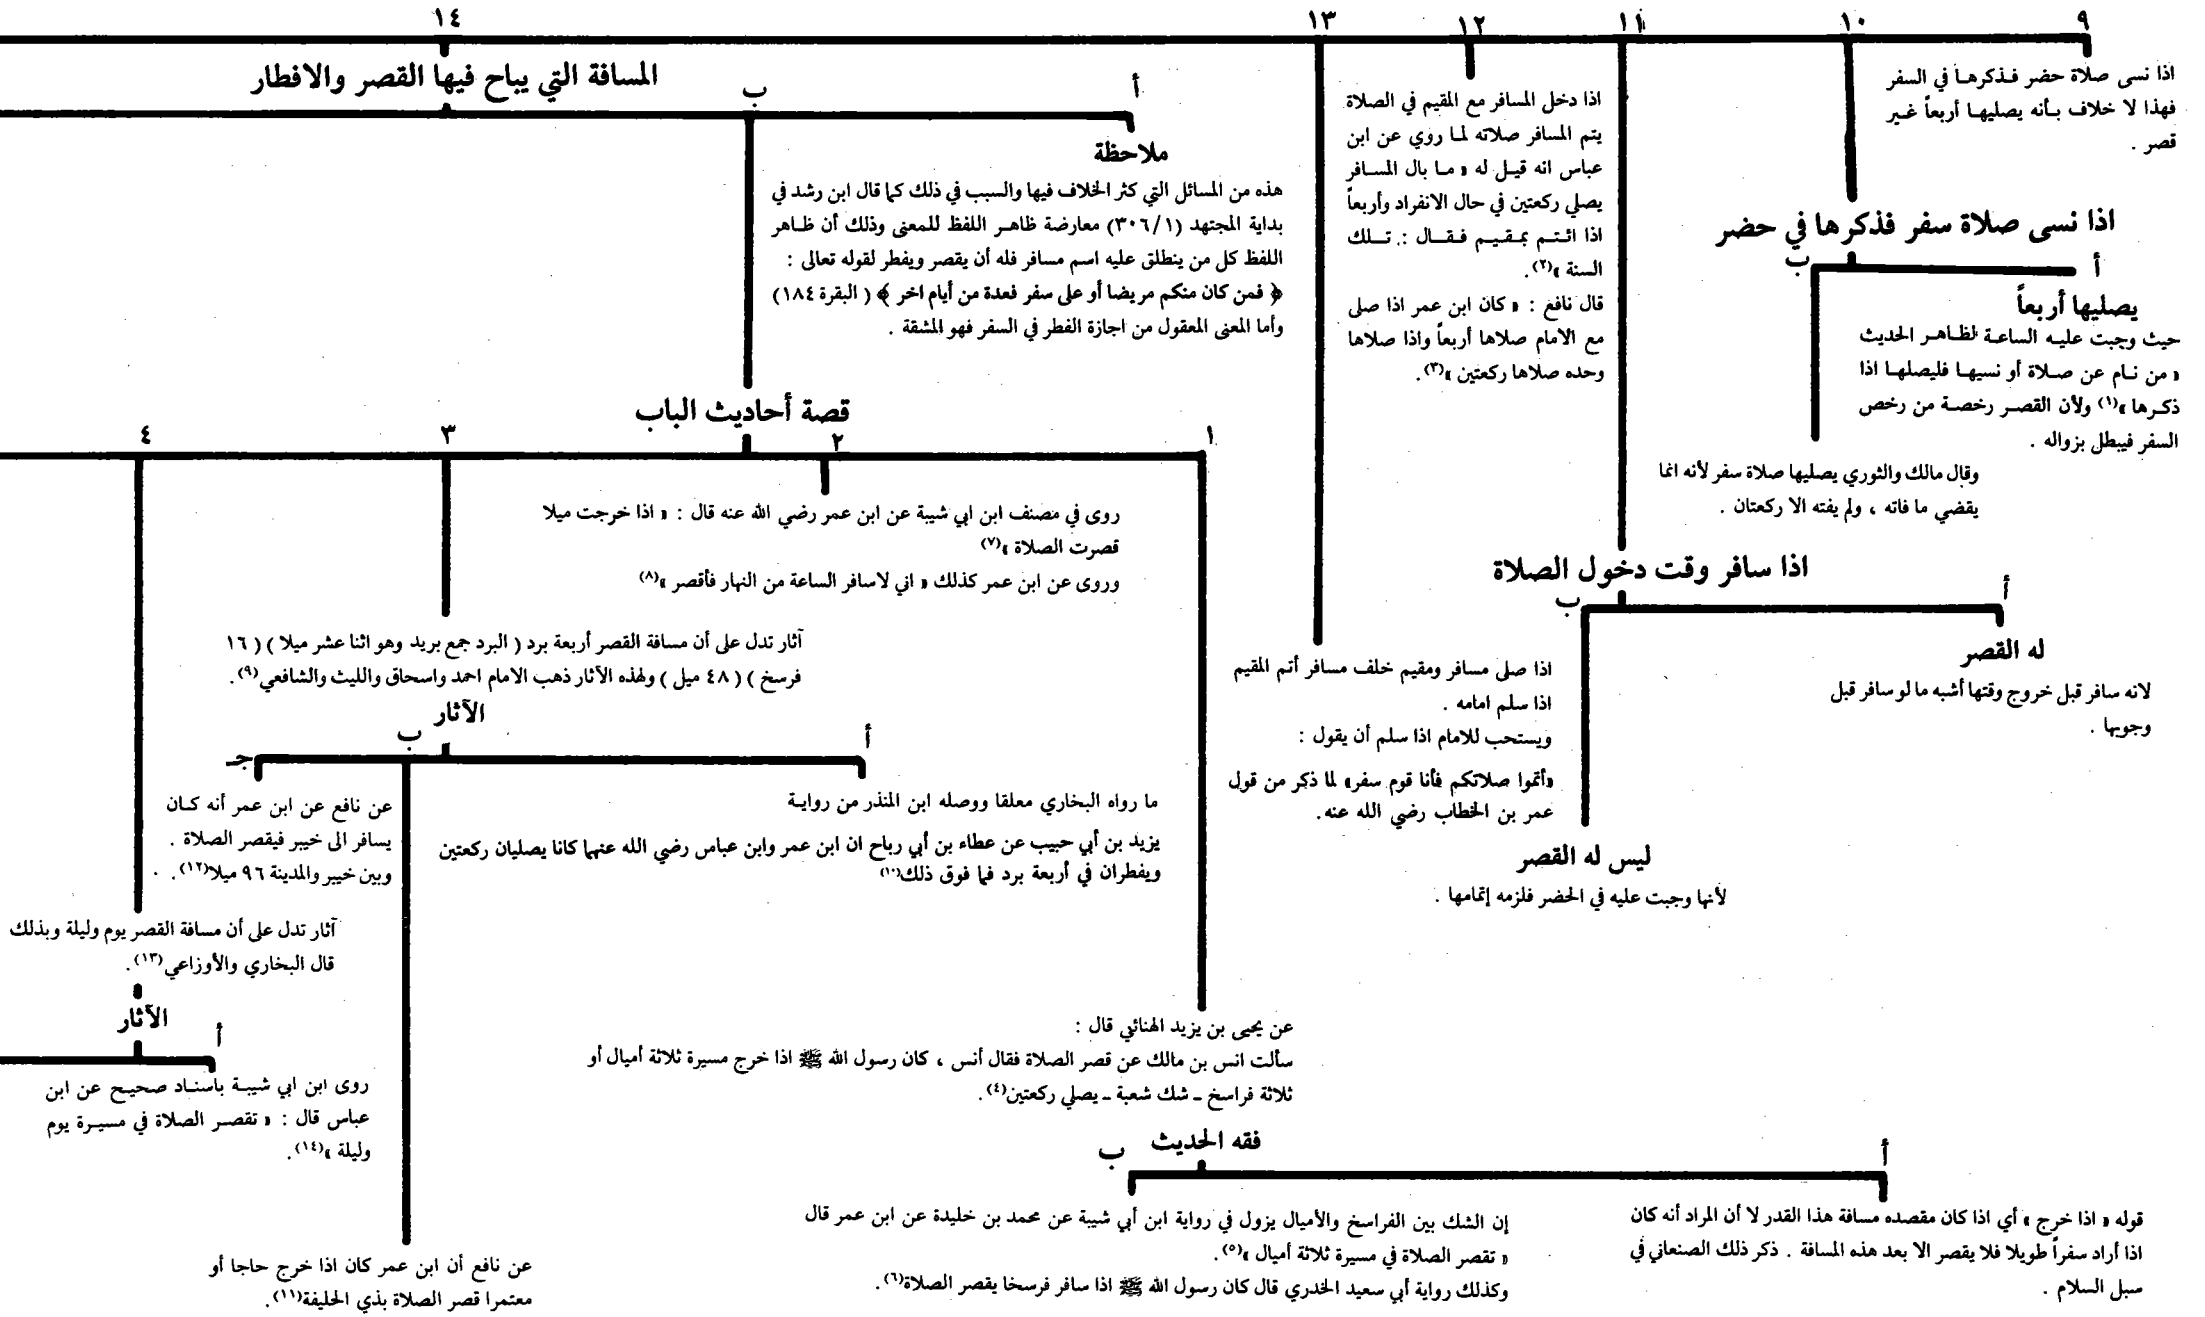 ٩
اذا نسى صلاة حضر فذكرها في السفر
فهذا لا خلاف بأنه يصليها أربعاً غير
قصر .
١٠
اذا نسى صلاة سفر فذكرها في حضر
أ
يصليها أربعاً
حيث وجبت عليه الساعة لظاهر الحديث
« من نام عن صلاة أو نسيها فليصلها اذا
ذكرها »(١) ولأن القصر رخصة من رخص
السفر فيبطل بزواله .
ب
وقال مالك والثوري يصليها صلاة سفر لأنه انما
يقضي ما فاته ، ولم يفته الا ركعتان .
١١
اذا سافر وقت دخول الصلاة
أ
له القصر
لانه سافر قبل خروج وقتها أشبه ما لو سافر قبل
وجوبها .
ب
ليس له القصر
لأنها وجبت عليه في الحضر فلزمه إتمامها .
١٢
اذا دخل المسافر مع المقيم في الصلاة
يتم المسافر صلاته لما روي عن ابن
عباس انه قيل له « ما بال المسافر
يصلي ركعتين في حال الانفراد وأربعاً
اذا ائتم بمقيم فقال : تلك
السنة »(٢).
قال نافع : « كان ابن عمر اذا صلى
مع الامام صلاها أربعاً واذا صلاها
وحده صلاها ركعتين »(٣).
١٣
اذا صلى مسافر ومقيم خلف مسافر أتم المقيم
اذا سلم امامه .
ويستحب للامام اذا سلم أن يقول :
«أتموا صلاتكم فأنا قوم سفر» لما ذكر من قول
عمر بن الخطاب رضي الله عنه.
١٤
المسافة التي يباح فيها القصر والافطار
أ
ملاحظة
هذه من المسائل التي كثر الخلاف فيها والسبب في ذلك كما قال ابن رشد في
بداية المجتهد (١/٣٠٦) معارضة ظاهر اللفظ للمعنى وذلك أن ظاهر
اللفظ كل من ينطلق عليه اسم مسافر فله أن يقصر ويفطر لقوله تعالى :
﴿ فمن كان منكم مريضا أو على سفر فعدة من أيام اخر ﴾ ( البقرة ١٨٤)
وأما المعنى المعقول من اجازة الفطر في السفر فهو المشقة .
ب
قصة أحاديث الباب
١
عن يحيى بن يزيد الهنائي قال :
سألت انس بن مالك عن قصر الصلاة فقال أنس ، كان رسول الله ﷺ اذا خرج مسيرة ثلاثة أميال أو
ثلاثة فراسخ ـ شك شعبة ـ يصلي ركعتين(٤).
فقه الحديث
أ
قوله « اذا خرج » أي اذا كان مقصده مسافة هذا القدر لا أن المراد أنه كان
اذا أراد سفراً طويلا فلا يقصر الا بعد هذه المسافة . ذكر ذلك الصنعاني في
سبل السلام .
ب
إن الشك بين الفراسخ والأميال يزول في رواية ابن أبي شيبة عن محمد بن خليدة عن ابن عمر قال
« تقصر الصلاة في مسيرة ثلاثة أميال »(٥).
وكذلك رواية أبي سعيد الخدري قال كان رسول الله ﷺ اذا سافر فرسخا يقصر الصلاة(٦).
٢
روى في مصنف ابن ابي شيبة عن ابن عمر رضي الله عنه قال : « اذا خرجت ميلا
قصرت الصلاة »(٧)
وروى عن ابن عمر كذلك « اني لاسافر الساعة من النهار فأقصر »(٨)
٣
آثار تدل على أن مسافة القصر أربعة برد ( البرد جمع بريد وهو اثنا عشر ميلا ) ( ١٦
فرسخ ) ( ٤٨ ميل ) ولهذه الآثار ذهب الامام احمد واسحاق والليث والشافعي(٩).
الآثار
أ
ما رواه البخاري معلقا ووصله ابن المنذر من رواية
يزيد بن أبي حبيب عن عطاء بن أبي رباح ان ابن عمر وابن عباس رضي الله عنهما كانا يصليان ركعتين
ويفطران في أربعة برد فما فوق ذلك(١٠)
ب
عن نافع أن ابن عمر كان اذا خرج حاجا أو
معتمرا قصر الصلاة بذي الحليفة(١١).
جـ
عن نافع عن ابن عمر أنه كان
يسافر الى خيبر فيقصر الصلاة .
وبين خيبر والمدينة ٩٦ ميلا(١٢).
٤
آثار تدل على أن مسافة القصر يوم وليلة وبذلك
قال البخاري والأوزاعي(١٣).
الآثار
أ
روى ابن ابي شيبة باسناد صحيح عن ابن
عباس قال : « تقصر الصلاة في مسيرة يوم
وليلة »(١٤).